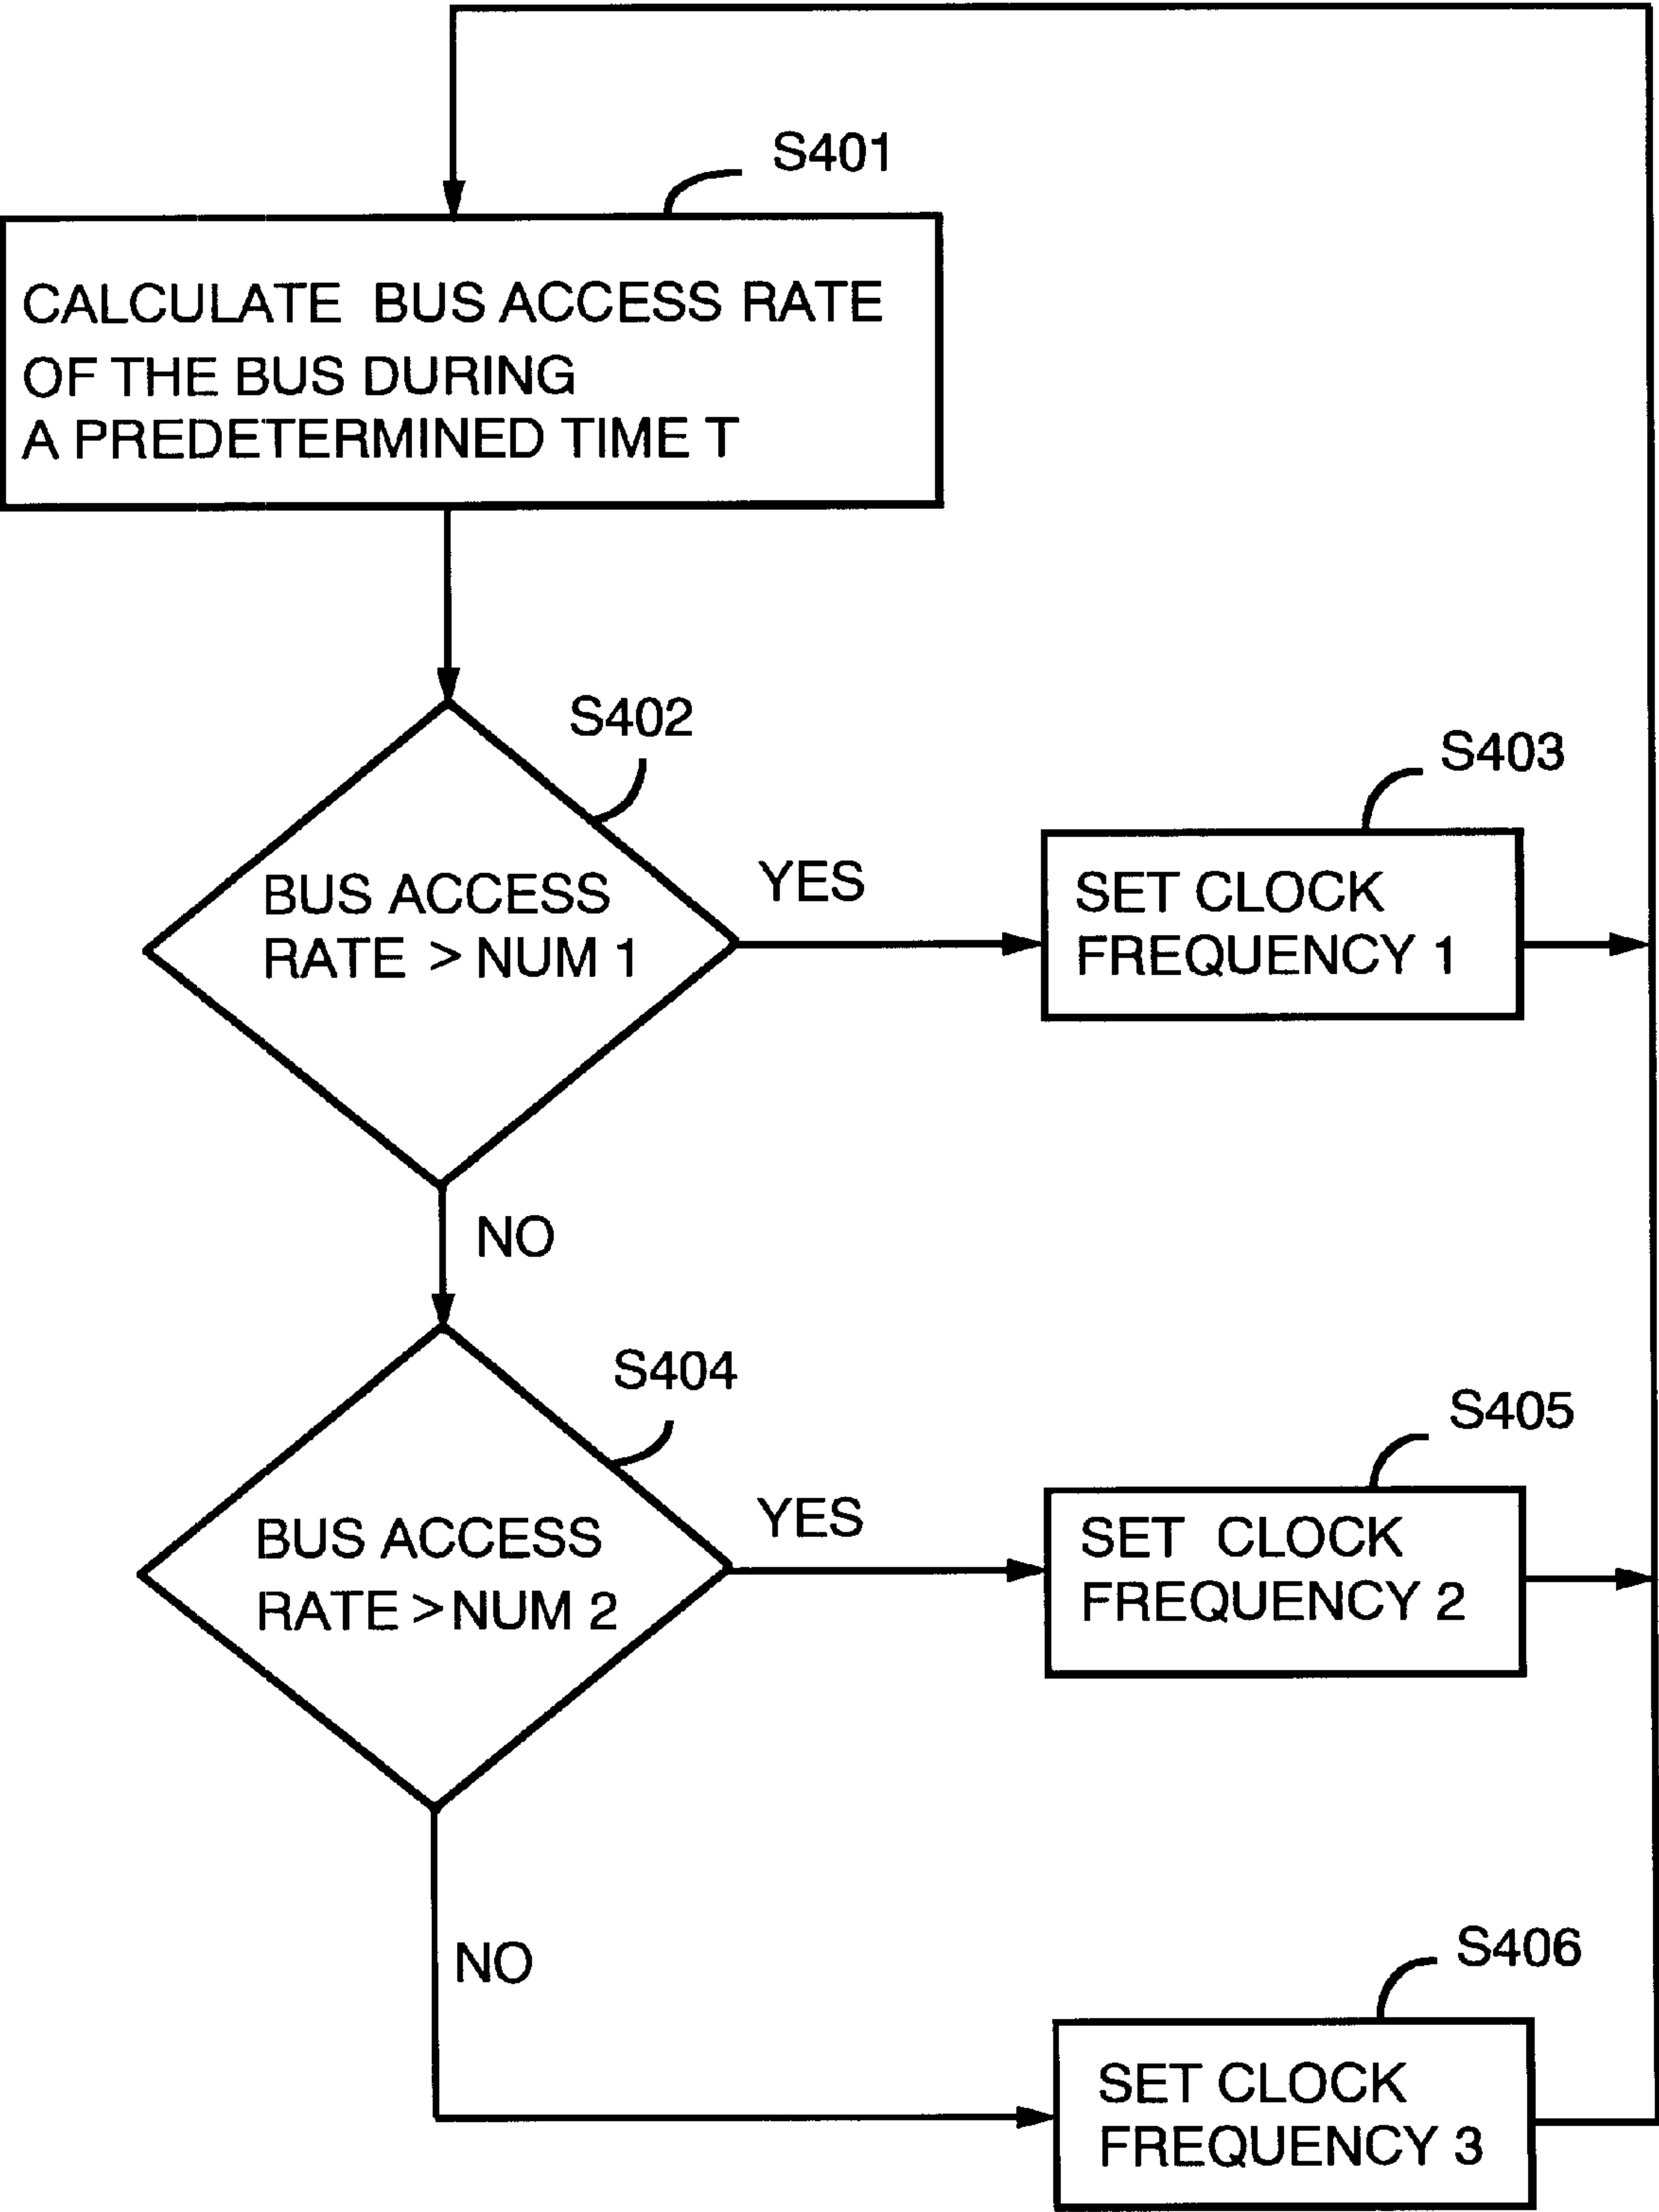 S401
CALCULATE BUS ACCESS RATE
OF THE BUS DURING
A PREDETERMINED TIME T
S402
BUS ACCESS
RATE > NUM 1
YES
S403
SET CLOCK
FREQUENCY 1
NO
S404
BUS ACCESS
RATE > NUM 2
YES
S405
SET CLOCK
FREQUENCY 2
NO
S406
SET CLOCK
FREQUENCY 3